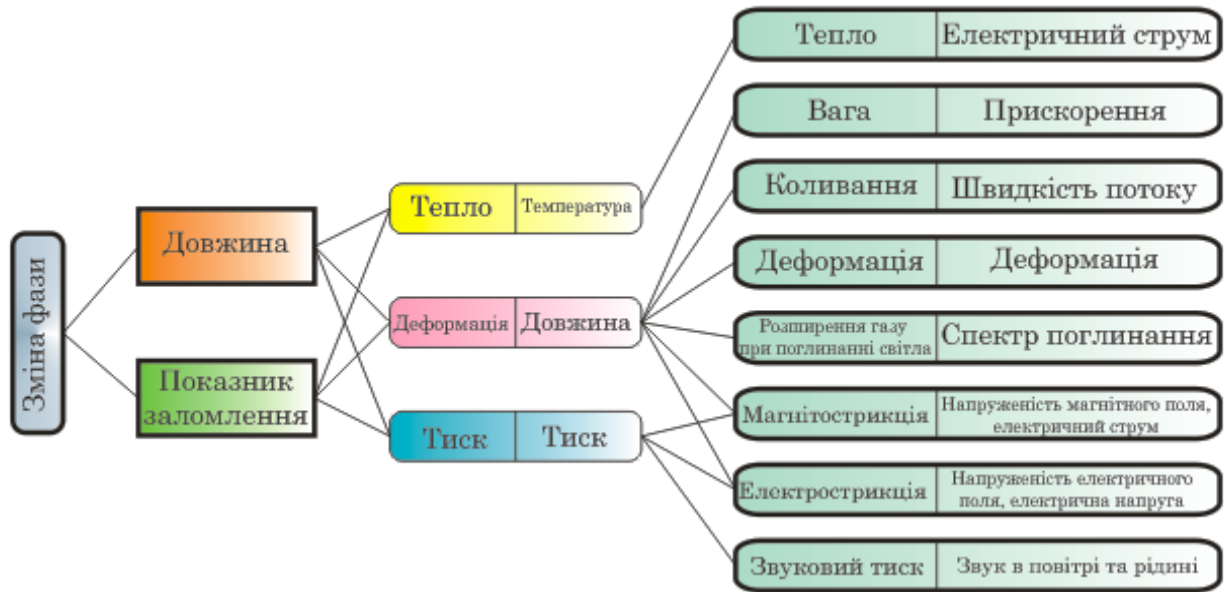 Зміна фази
Довжина
Показник
заломлення
Тепло
Температура
Деформація
Довжина
Тиск
Тиск
Тепло
Електричний струм
Вага
Прискорення
Коливання
Швидкість потоку
Деформація
Деформація
Розширення газу
при поглинанні світла
Спектр поглинання
Магнітострикція
Напруженість магнітного поля,
електричний струм
Електрострикція
Напруженість електричного
поля, електрична напруга
Звуковий тиск
Звук в повітрі та рідині